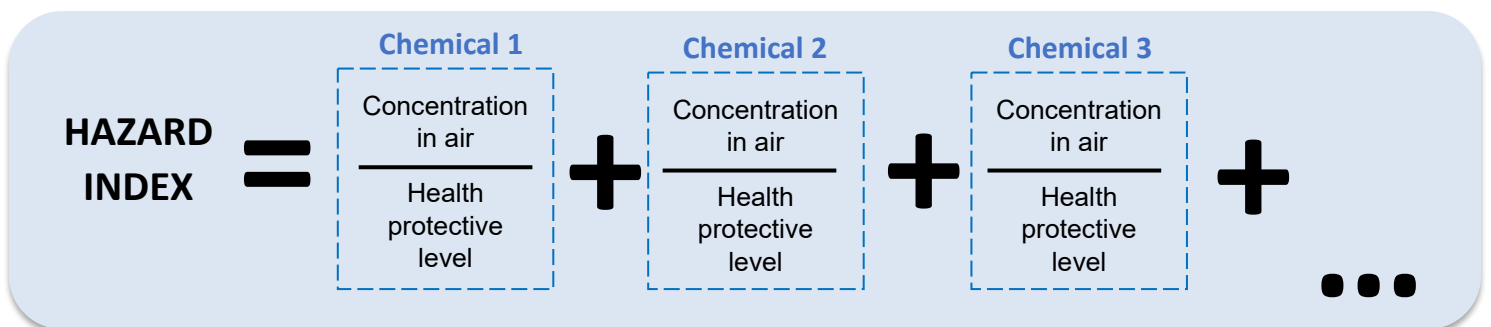 Chemical 1
Chemical 2
Chemical 3
HAZARD
INDEX
=
Concentration
in air
Health
protective
level
+
Concentration
in air
Health
protective
level
+
Concentration
in air
Health
protective
level
+
...